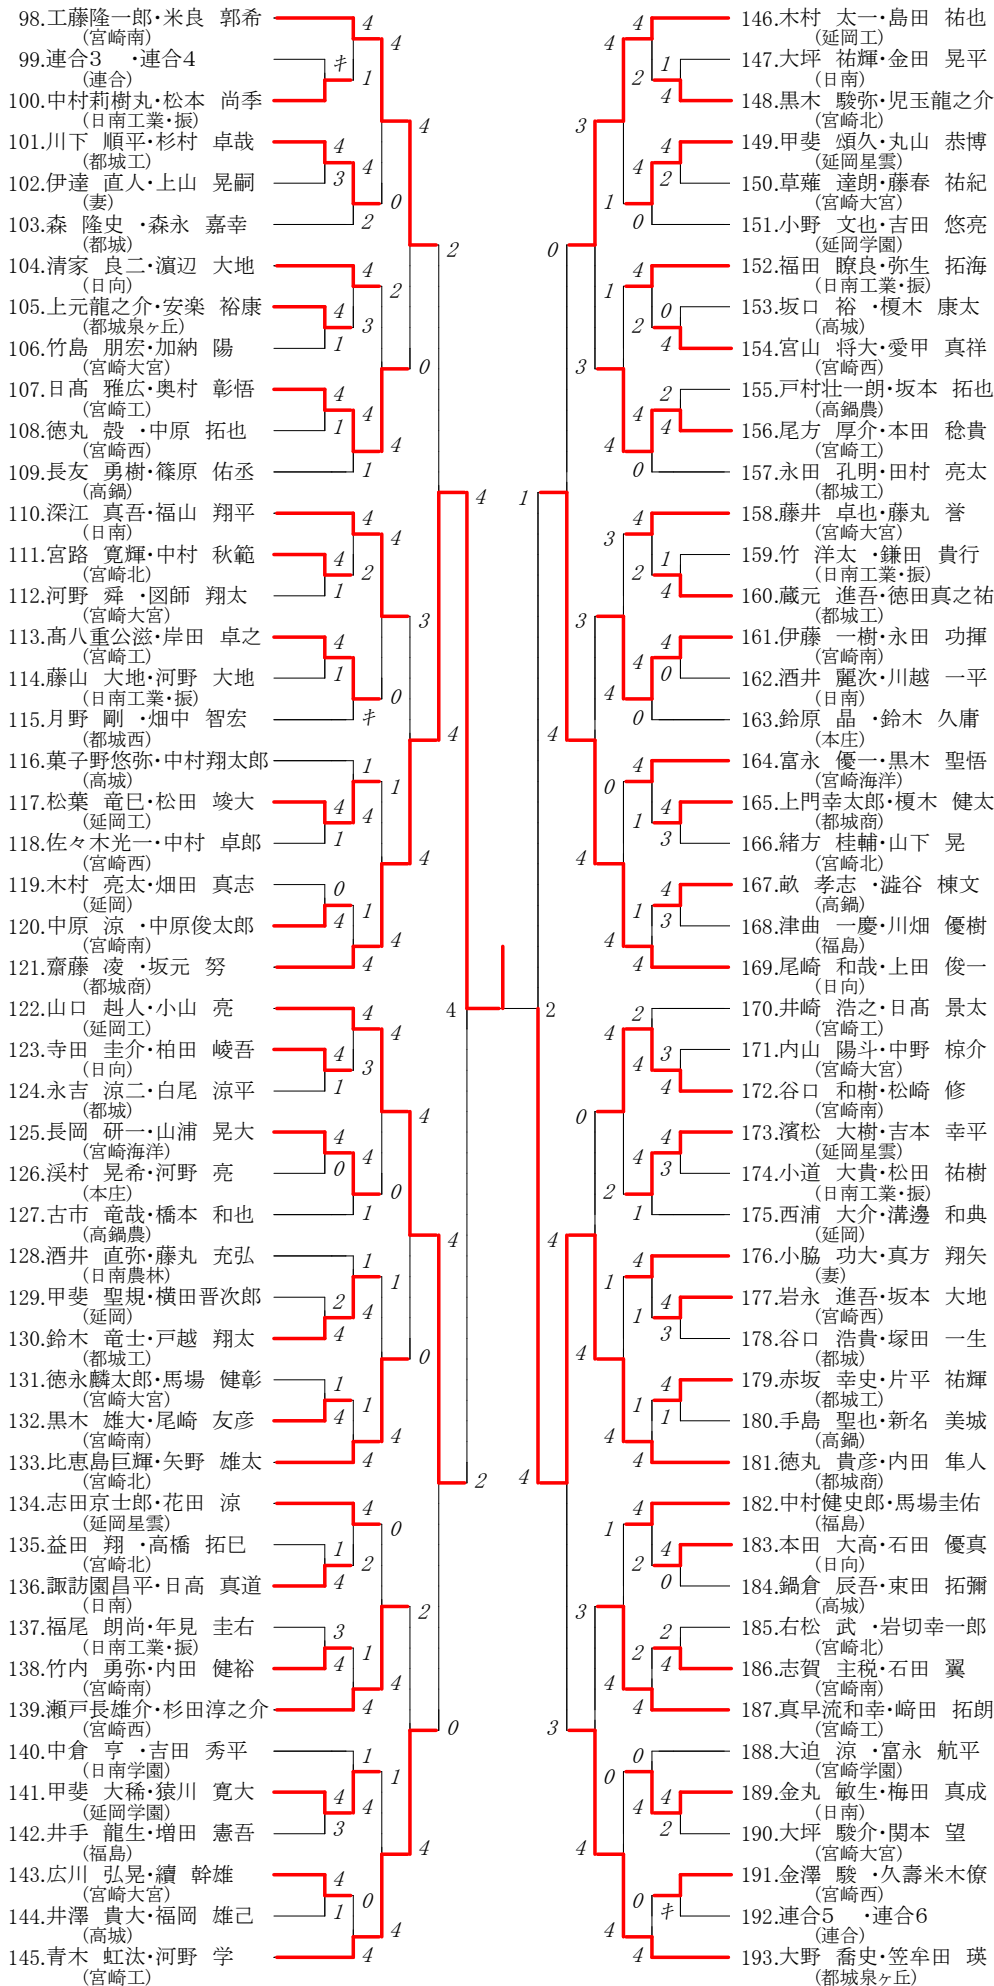 98.工藤隆一郎・米良 郭希
(宮崎南)
99.連合3 ・連合4
(連合)
100.中村莉樹丸・松本 尚季
(日南工業・振)
101.川下 順平・杉村 卓哉
(都城工)
102.伊達 直人・上山 晃嗣
(妻)
103.森 隆史 ・森永 嘉幸
(都城)
104.清家 良二・濵辺 大地
(日向)
105.上元龍之介・安楽 裕康
(都城泉ヶ丘)
106.竹島 朋宏・加納 陽
(宮崎大宮)
107.日髙 雅広・奥村 彰悟
(宮崎工)
108.徳丸 殻 ・中原 拓也
(宮崎西)
109.長友 勇樹・篠原 佑丞
(高鍋)
110.深江 真吾・福山 翔平
(日南)
111.宮路 寛輝・中村 秋範
(宮崎北)
112.河野 舜 ・図師 翔太
(宮崎大宮)
113.髙八重公滋・岸田 卓之
(宮崎工)
114.藤山 大地・河野 大地
(日南工業・振)
115.月野 剛 ・畑中 智宏
(都城西)
116.菓子野悠弥・中村翔太郎
(高城)
117.松葉 竜巳・松田 竣大
(延岡工)
118.佐々木光一・中村 卓郎
(宮崎西)
119.木村 亮太・畑田 真志
(延岡)
120.中原 涼 ・中原俊太郎
(宮崎南)
121.齋藤 凌 ・坂元 努
(都城商)
122.山口 赳人・小山 亮
(延岡工)
123.寺田 圭介・柏田 崚吾
(日向)
124.永吉 涼二・白尾 涼平
(都城)
125.長岡 研一・山浦 晃大
(宮崎海洋)
126.渓村 晃希・河野 亮
(本庄)
127.古市 竜哉・橋本 和也
(高鍋農)
128.酒井 直弥・藤丸 充弘
(日南農林)
129.甲斐 聖規・横田晋次郎
(延岡)
130.鈴木 竜士・戸越 翔太
(都城工)
131.徳永麟太郎・馬場 健彰
(宮崎大宮)
132.黒木 雄大・尾崎 友彦
(宮崎南)
133.比恵島巨輝・矢野 雄太
(宮崎北)
134.志田京士郎・花田 涼
(延岡星雲)
135.益田 翔 ・高橋 拓巳
(宮崎北)
136.諏訪園昌平・日高 真道
(日南)
137.福尾 朗尚・年見 圭右
(日南工業・振)
138.竹内 勇弥・内田 健裕
(宮崎南)
139.瀬戸長雄介・杉田淳之介
(宮崎西)
140.中倉 亨 ・吉田 秀平
(日南学園)
141.甲斐 大稀・猿川 寛大
(延岡学園)
142.井手 龍生・増田 憲吾
(福島)
143.広川 弘晃・續 幹雄
(宮崎大宮)
144.井澤 貴大・福岡 雄己
(高城)
145.青木 虹汰・河野 学
(宮崎工)
146.木村 太一・島田 祐也
(延岡工)
147.大坪 祐輝・金田 晃平
(日南)
148.黒木 駿弥・児玉龍之介
(宮崎北)
149.甲斐 頌久・丸山 恭博
(延岡星雲)
150.草薙 達朗・藤春 祐紀
(宮崎大宮)
151.小野 文也・吉田 悠亮
(延岡学園)
152.福田 瞭良・弥生 拓海
(日南工業・振)
153.坂口 裕 ・榎木 康太
(高城)
154.宮山 将大・愛甲 真祥
(宮崎西)
155.戸村壮一朗・坂本 拓也
(高鍋農)
156.尾方 厚介・本田 稔貴
(宮崎工)
157.永田 孔明・田村 亮太
(都城工)
158.藤井 卓也・藤丸 誉
(宮崎大宮)
159.竹 洋太 ・鎌田 貴行
(日南工業・振)
160.蔵元 進吾・徳田真之祐
(都城工)
161.伊藤 一樹・永田 功揮
(宮崎南)
162.酒井 麗次・川越 一平
(日南)
163.鈴原 晶 ・鈴木 久庸
(本庄)
164.富永 優一・黒木 聖悟
(宮崎海洋)
165.上門幸太郎・榎木 健太
(都城商)
166.緒方 桂輔・山下 晃
(宮崎北)
167.畝 孝志 ・澁谷 棟文
(高鍋)
168.津曲 一慶・川畑 優樹
(福島)
169.尾崎 和哉・上田 俊一
(日向)
170.井崎 浩之・日髙 景太
(宮崎工)
171.内山 陽斗・中野 椋介
(宮崎大宮)
172.谷口 和樹・松崎 修
(宮崎南)
173.濱松 大樹・吉本 幸平
(延岡星雲)
174.小道 大貴・松田 祐樹
(日南工業・振)
175.西浦 大介・溝邊 和典
(延岡)
176.小脇 功大・真方 翔矢
(妻)
177.岩永 進吾・坂本 大地
(宮崎西)
178.谷口 浩貴・塚田 一生
(都城)
179.赤坂 幸史・片平 祐輝
(都城工)
180.手島 聖也・新名 美城
(高鍋)
181.徳丸 貴彦・内田 隼人
(都城商)
182.中村健史郎・馬場圭佑
(福島)
183.本田 大高・石田 優真
(日向)
184.鍋倉 辰吾・束田 拓彌
(高城)
185.右松 武 ・岩切幸一郎
(宮崎北)
186.志賀 主税・石田 翼
(宮崎南)
187.真早流和幸・﨑田 拓朗
(宮崎工)
188.大迫 涼 ・富永 航平
(宮崎学園)
189.金丸 敏生・梅田 真成
(日南)
190.大坪 駿介・関本 望
(宮崎大宮)
191.金澤 駿 ・久壽米木僚
(宮崎西)
192.連合5 ・連合6
(連合)
193.大野 喬史・笠牟田 瑛
(都城泉ヶ丘)